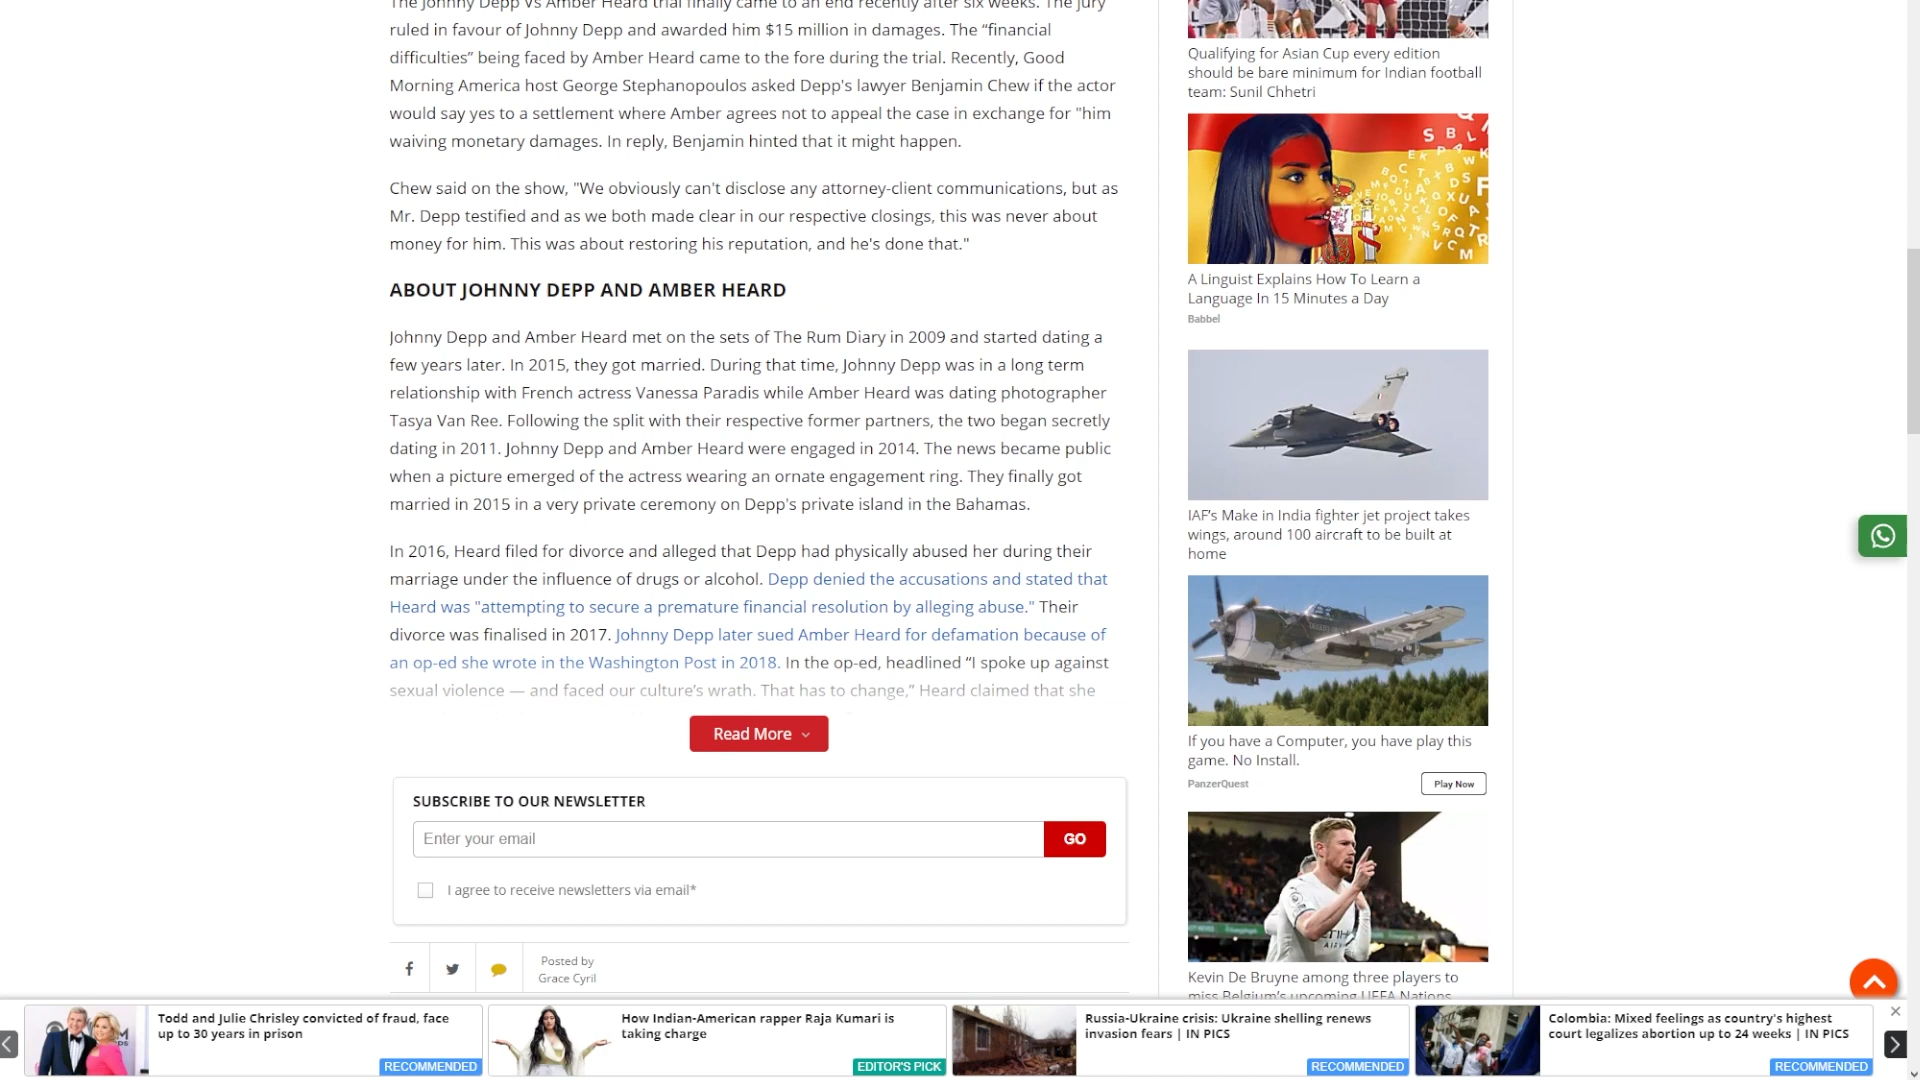 The Johnny Depp Vs Amber Heard trial finally came to an end recently after six weeks. The jury
ruled in favour of Johnny Depp and awarded him $15 million in damages. The “financial
difficulties” being faced by Amber Heard came to the fore during the trial. Recently, Good
Morning America host George Stephanopoulos asked Depp's lawyer Benjamin Chew if the actor
would say yes to a settlement where Amber agrees not to appeal the case in exchange for "him
waiving monetary damages. In reply, Benjamin hinted that it might happen.
Chew said on the show, "We obviously can't disclose any attorney-client communications, but as
Mr. Depp testified and as we both made clear in our respective closings, this was never about
money for him. This was about restoring his reputation, and he's done that."
ABOUT JOHNNY DEPP AND AMBER HEARD
Johnny Depp and Amber Heard met on the sets of The Rum Diary in 2009 and started dating a
few years later. In 2015, they got married. During that time, Johnny Depp was in a long term
relationship with French actress Vanessa Paradis while Amber Heard was dating photographer
Tasya Van Ree. Following the split with their respective former partners, the two began secretly
dating in 2011. Johnny Depp and Amber Heard were engaged in 2014. The news became public
when a picture emerged of the actress wearing an ornate engagement ring. They finally got
married in 2015 in a very private ceremony on Depp's private island in the Bahamas.
In 2016, Heard filed for divorce and alleged that Depp had physically abused her during their
marriage under the influence of drugs or alcohol. Depp denied the accusations and stated that
Heard was "attempting to secure a premature financial resolution by alleging abuse." Their
divorce was finalised in 2017. Johnny Depp later sued Amber Heard for defamation because of
an op-ed she wrote in the Washington Post in 2018. In the op-ed, headlined “I spoke up against
sexual violence — and faced our culture’s wrath. That has to change,” Heard claimed that she
Read More
SUBSCRIBE TO OUR NEWSLETTER
Enter your email
GO
I agree to receive newsletters via email*
Posted by
Grace Cyril
Qualifying for Asian Cup every edition
should be bare minimum for Indian football
team: Sunil Chhetri
A Linguist Explains How To Learn a
Language In 15 Minutes a Day
Babbel
IAF’s Make in India fighter jet project takes
wings, around 100 aircraft to be built at
home
If you have a Computer, you have play this
game. No Install.
PanzerQuest
Play Now
Kevin De Bruyne among three players to
miss Belgium’s upcoming UEFA Nations
Todd and Julie Chrisley convicted of fraud, face
up to 30 years in prison
RECOMMENDED
How Indian-American rapper Raja Kumari is
taking charge
EDITOR'S PICK
Russia-Ukraine crisis: Ukraine shelling renews
invasion fears | IN PICS
RECOMMENDED
Colombia: Mixed feelings as country's highest
court legalizes abortion up to 24 weeks | IN PICS
RECOMMENDED